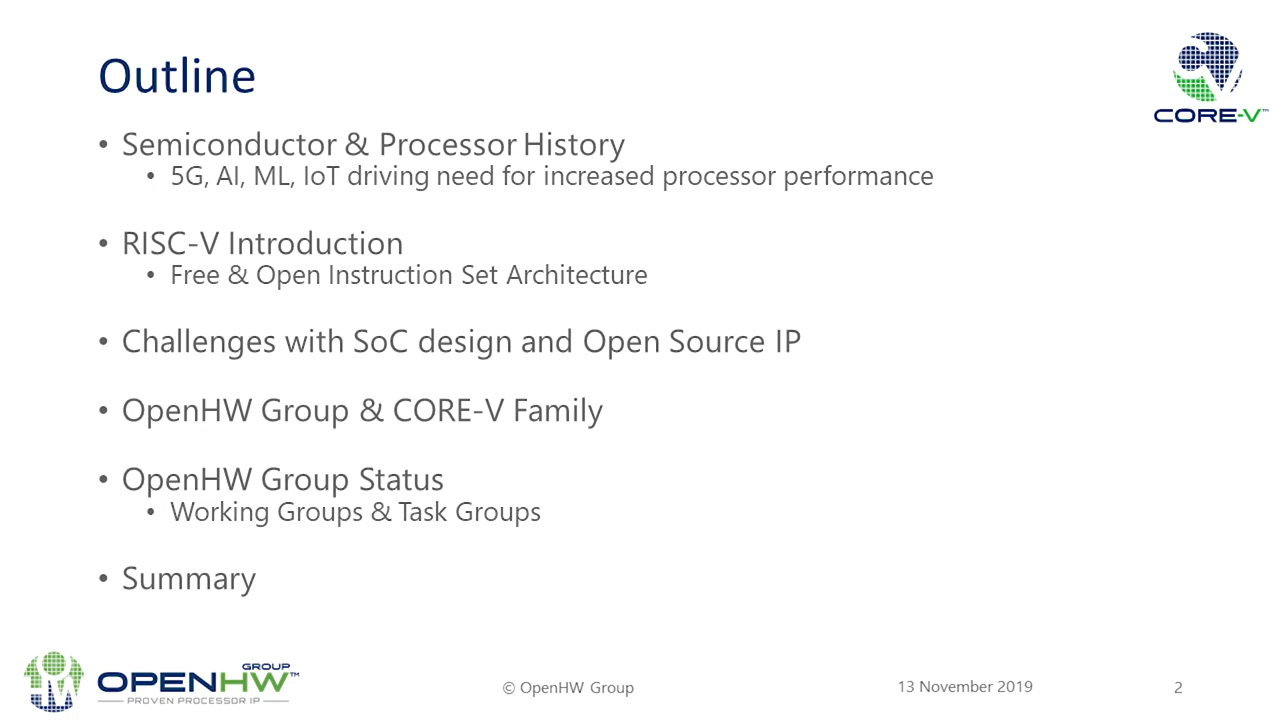 Outline
CORE-V™
• Semiconductor & Processor History
• 5G, AI, ML, IoT driving need for increased processor performance
• RISC-V Introduction
• Free & Open Instruction Set Architecture
• Challenges with SoC design and Open Source IP
• OpenHW Group & CORE-V Family
• OpenHW Group Status
• Working Groups & Task Groups
• Summary
GROUP
OPENHW™
PROVEN PROCESSOR IP
© OpenHW Group
13 November 2019
2